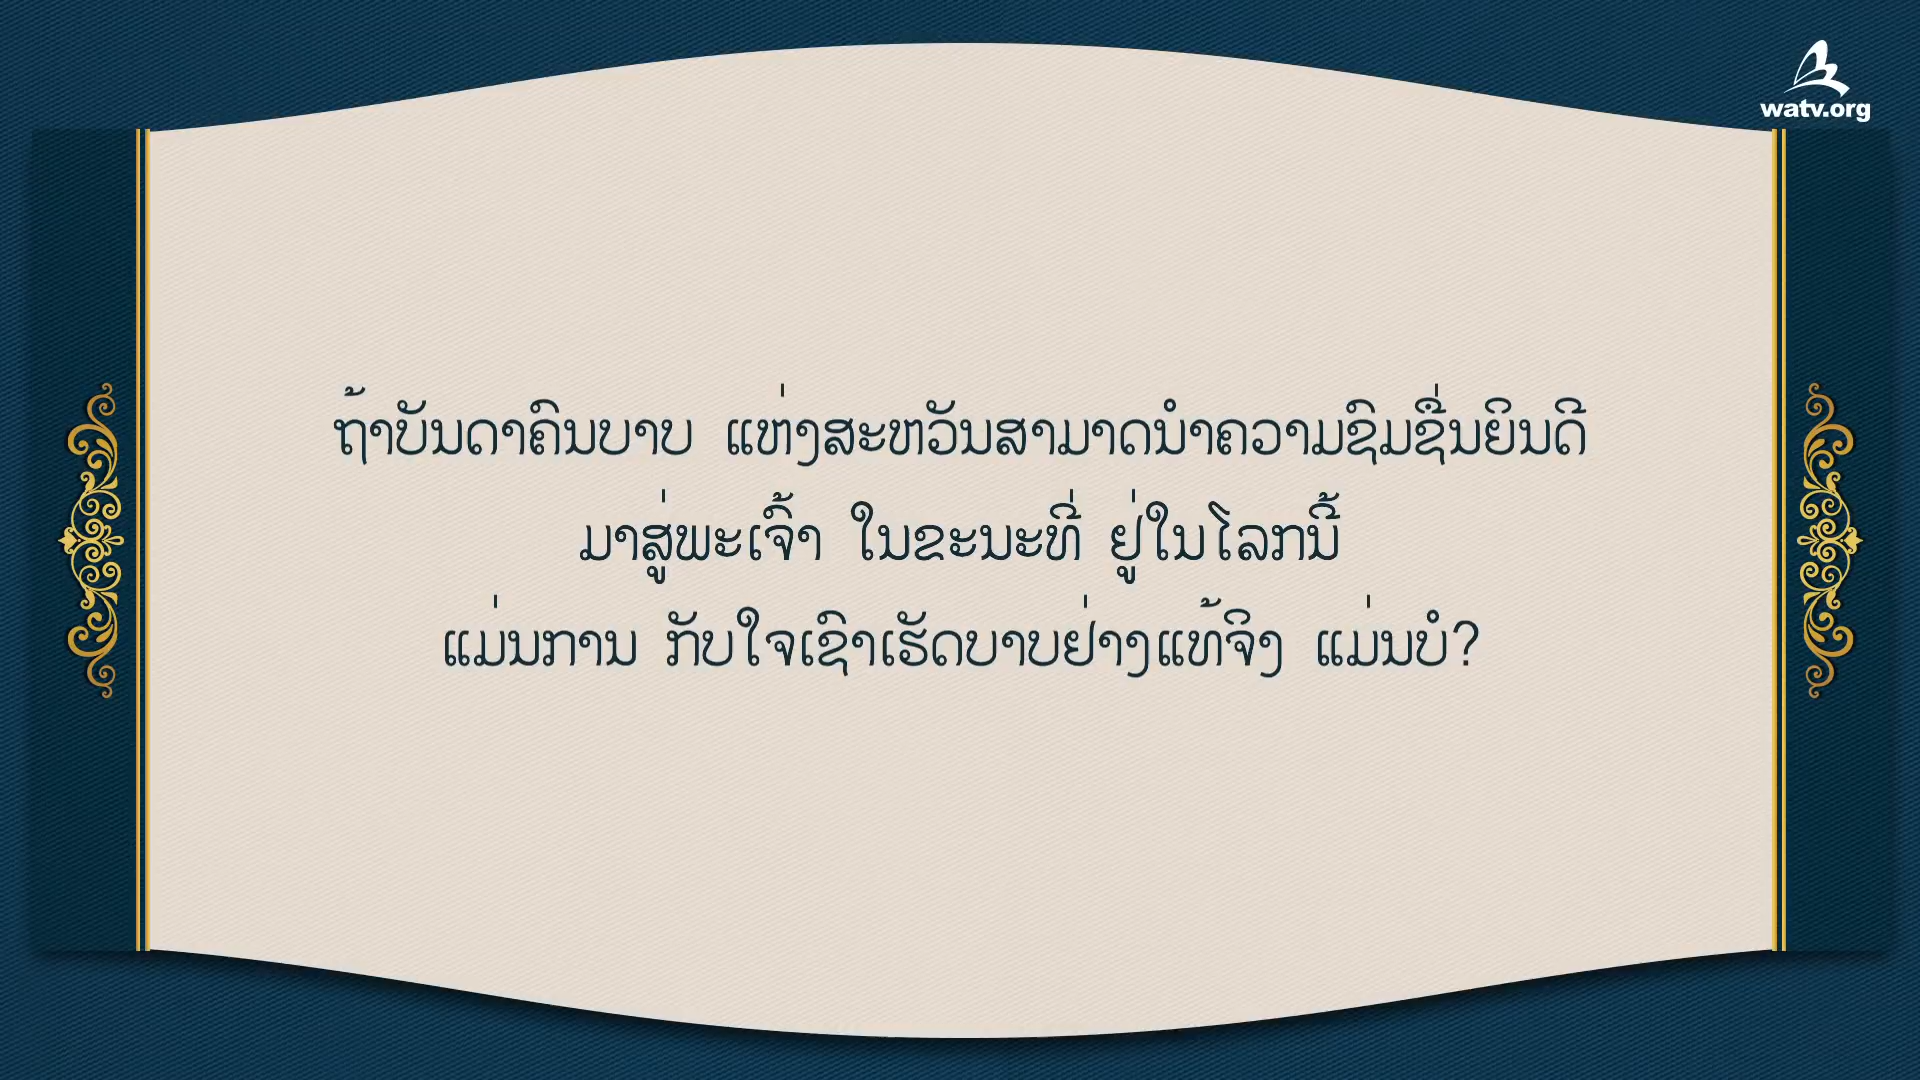 watv.org
ຖ້າບັນດາຄົນບາບ ແຫ່ງສະຫວັນສາມາດນຳຄວາມຊົມຊື່ນຍິນດີ
ມາສູ່ພະເຈົ້າ ໃນຂະນະທີ່ ຢູ່ໃນໂລກນີ້
ແມ່ນການ ກັບໃຈເຊົາເຮັດບາບຢ່າງແທ້ຈິງ ແມ່ນບໍ?